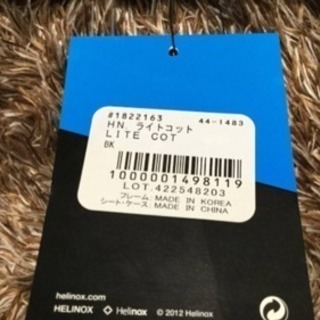 #1822163 44-1483
HN ライトコット
LITE COT
BK
1000001498119
LOT.422548203
フレーム: MADE IN KOREA
シート・ケース: MADE IN CHINA
helinox.com
HELINOX Helinox © 2012 Helinox